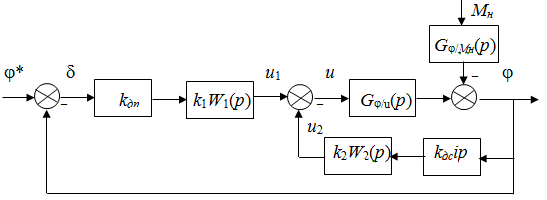 Mн
Gφ/Mн(p)
φ*
δ
u1
u
φ
–
–
–
–
kдп
k1W1(p)
Gφ/u(p)
u2
k2W2(p)
kдсip